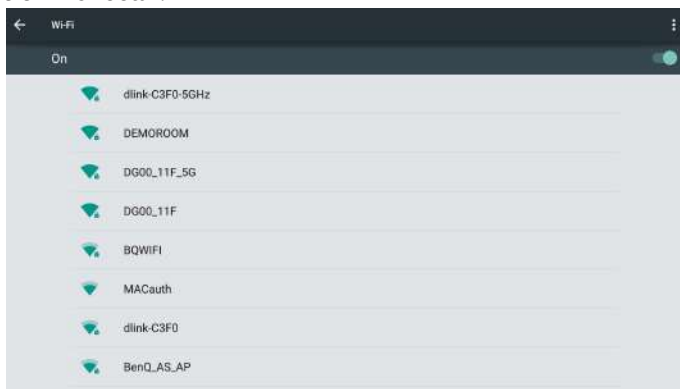 Wi-Fi
On
dlink-C3F0-5GHz
DEMOROOM
DG00_11F_5G
DG00_11F
BQWIFI
MACauth
dlink-C3F0
BenQ_AS_AP